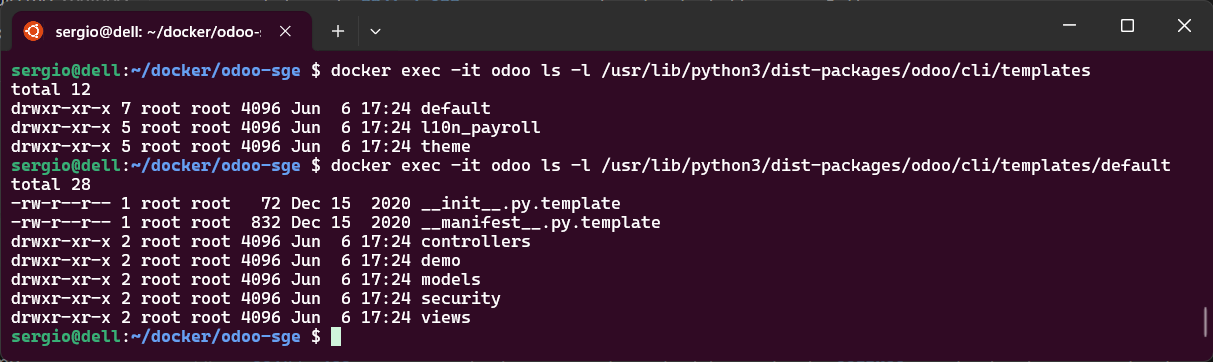 sergio@dell: ~/docker/odoo-s
sergio@dell:~/docker/odoo-sge $ docker exec -it odoo ls -l /usr/lib/python3/dist-packages/odoo/cli/templates
total 12
drwxr-xr-x 7 root root 4096 Jun  6 17:24 default
drwxr-xr-x 5 root root 4096 Jun  6 17:24 l10n_payroll
drwxr-xr-x 5 root root 4096 Jun  6 17:24 theme
sergio@dell:~/docker/odoo-sge $ docker exec -it odoo ls -l /usr/lib/python3/dist-packages/odoo/cli/templates/default
total 28
-rw-r--r-- 1 root root   72 Dec 15  2020 __init__.py.template
-rw-r--r-- 1 root root  832 Dec 15  2020 __manifest__.py.template
drwxr-xr-x 2 root root 4096 Jun  6 17:24 controllers
drwxr-xr-x 2 root root 4096 Jun  6 17:24 demo
drwxr-xr-x 2 root root 4096 Jun  6 17:24 models
drwxr-xr-x 2 root root 4096 Jun  6 17:24 security
drwxr-xr-x 2 root root 4096 Jun  6 17:24 views
sergio@dell:~/docker/odoo-sge $